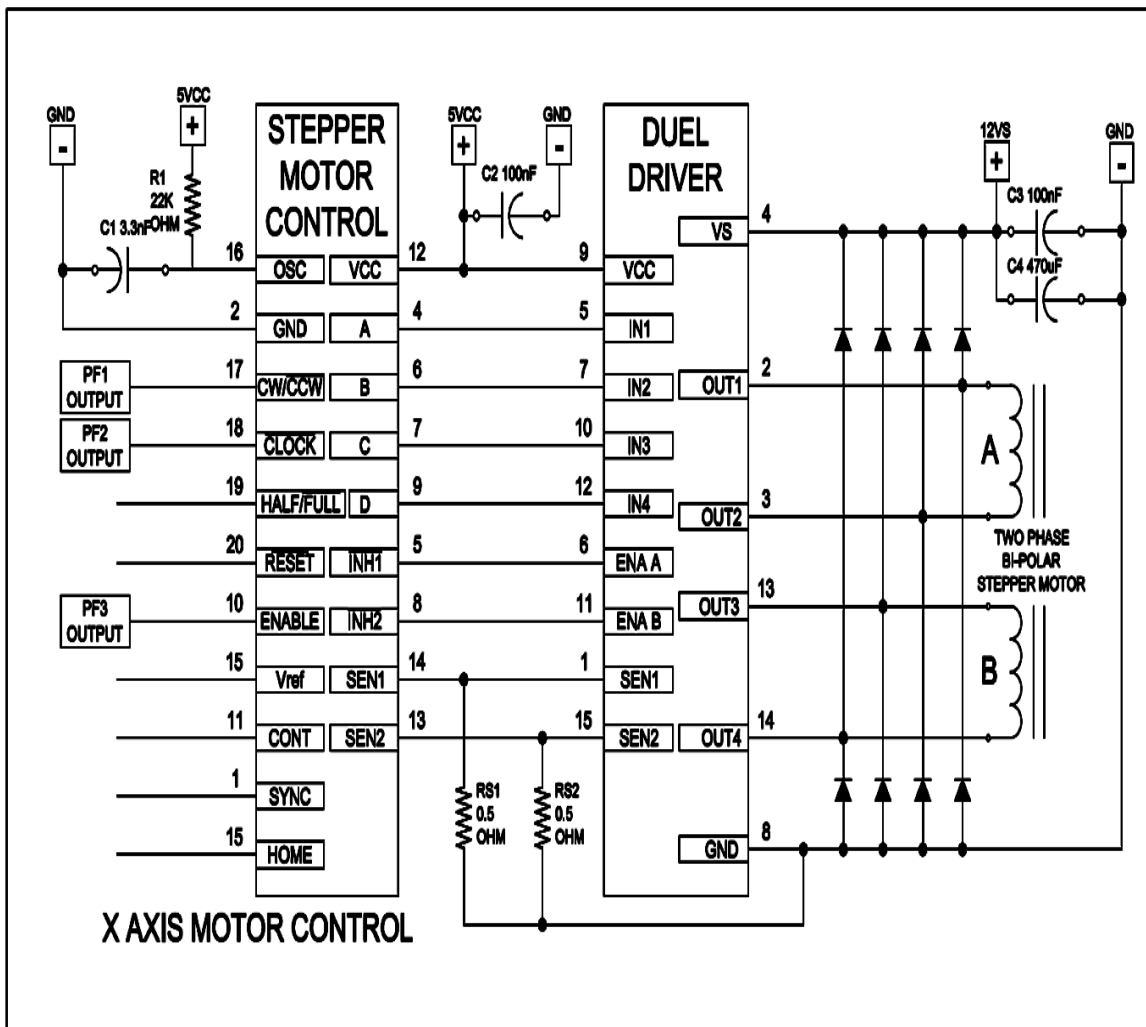 GND
-
5VCC
+
R1
22K
OHM
C1 3.3nF
STEPPER
MOTOR
CONTROL
5VCC
+
GND
-
C2 100nF
DUEL
DRIVER
12VS
+
GND
-
C3 100nF
C4 470uF
16
OSC
VCC
12
9
VCC
VS
4
2
GND
A
4
5
IN1
PF1
OUTPUT
17
CW/CCW
B
6
7
IN2
OUT1
2
PF2
OUTPUT
18
CLOCK
C
7
10
IN3
A
19
HALF/FULL
D
9
12
IN4
OUT2
3
TWO PHASE
BI-POLAR
STEPPER MOTOR
20
RESET
INH1
5
6
ENA A
PF3
OUTPUT
10
ENABLE
INH2
8
11
ENA B
OUT3
13
15
Vref
SEN1
14
1
SEN1
B
11
CONT
SEN2
13
15
SEN2
OUT4
14
1
SYNC
RS1
0.5
OHM
RS2
0.5
OHM
15
HOME
GND
8
X AXIS MOTOR CONTROL